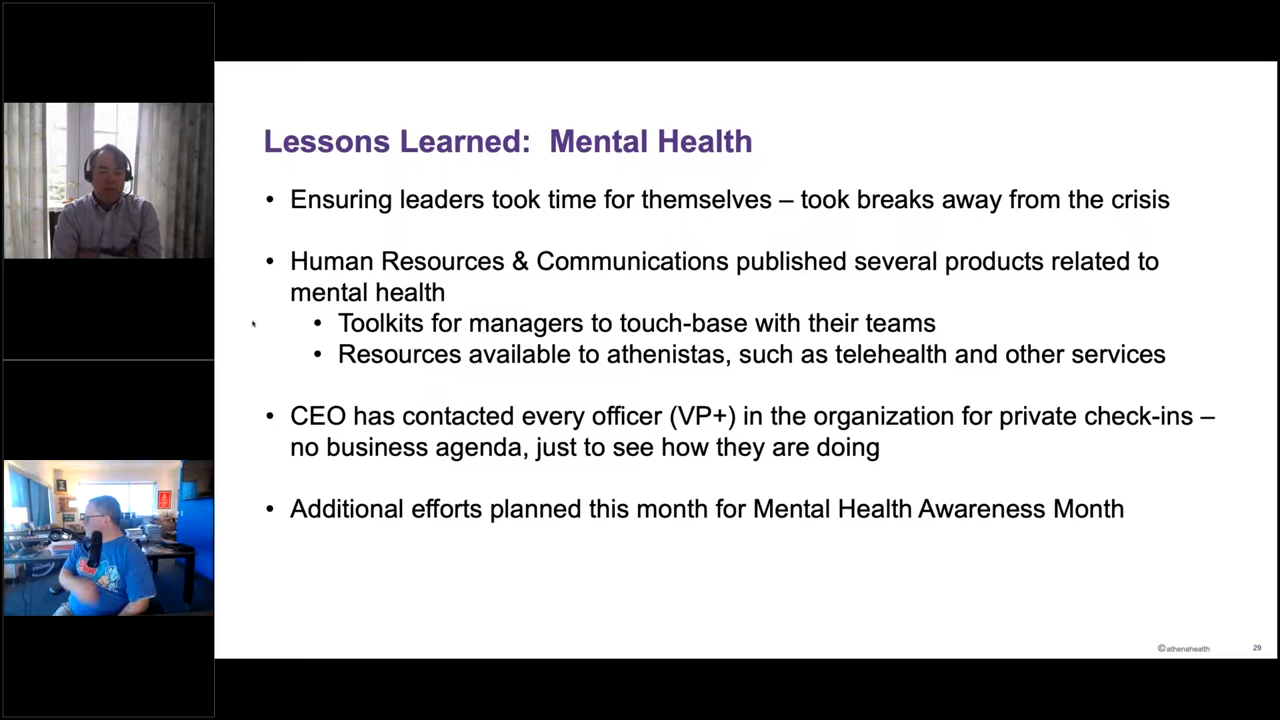 Lessons Learned:  Mental Health
• Ensuring leaders took time for themselves – took breaks away from the crisis
• Human Resources & Communications published several products related to
mental health
• Toolkits for managers to touch-base with their teams
• Resources available to athenistas, such as telehealth and other services
• CEO has contacted every officer (VP+) in the organization for private check-ins –
no business agenda, just to see how they are doing
• Additional efforts planned this month for Mental Health Awareness Month
©athenahealth
29